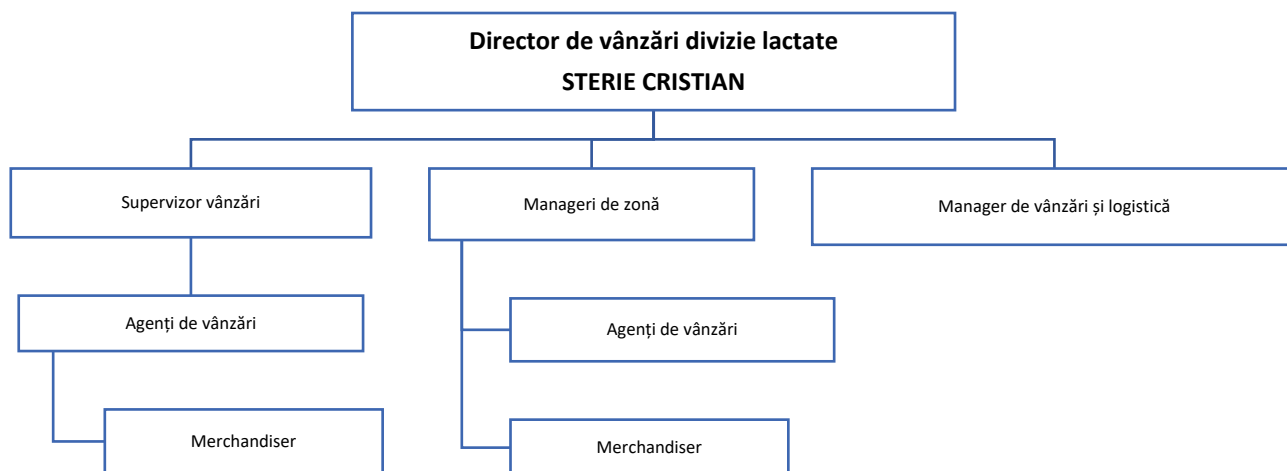 Director de vânzări divizie lactate
STERIE CRISTIAN
Supervizor vânzări
Manageri de zonă
Manager de vânzări și logistică
Agenți de vânzări
Agenți de vânzări
Merchandiser
Merchandiser